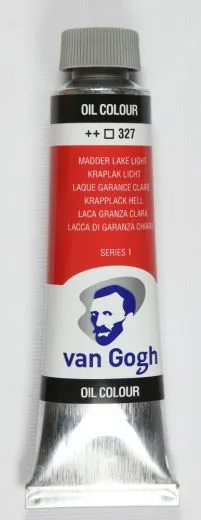 OIL COLOUR
++ □ 327
MADDER LAKE LIGHT
KRAPLAK LICHT
LAQUE GARANCE CLAIRE
KRAPPLACK HELL
LACA GRANZA CLARA
LACCA DI GARANZA CHIARA
SERIES 1
van Gogh
OIL COLOUR